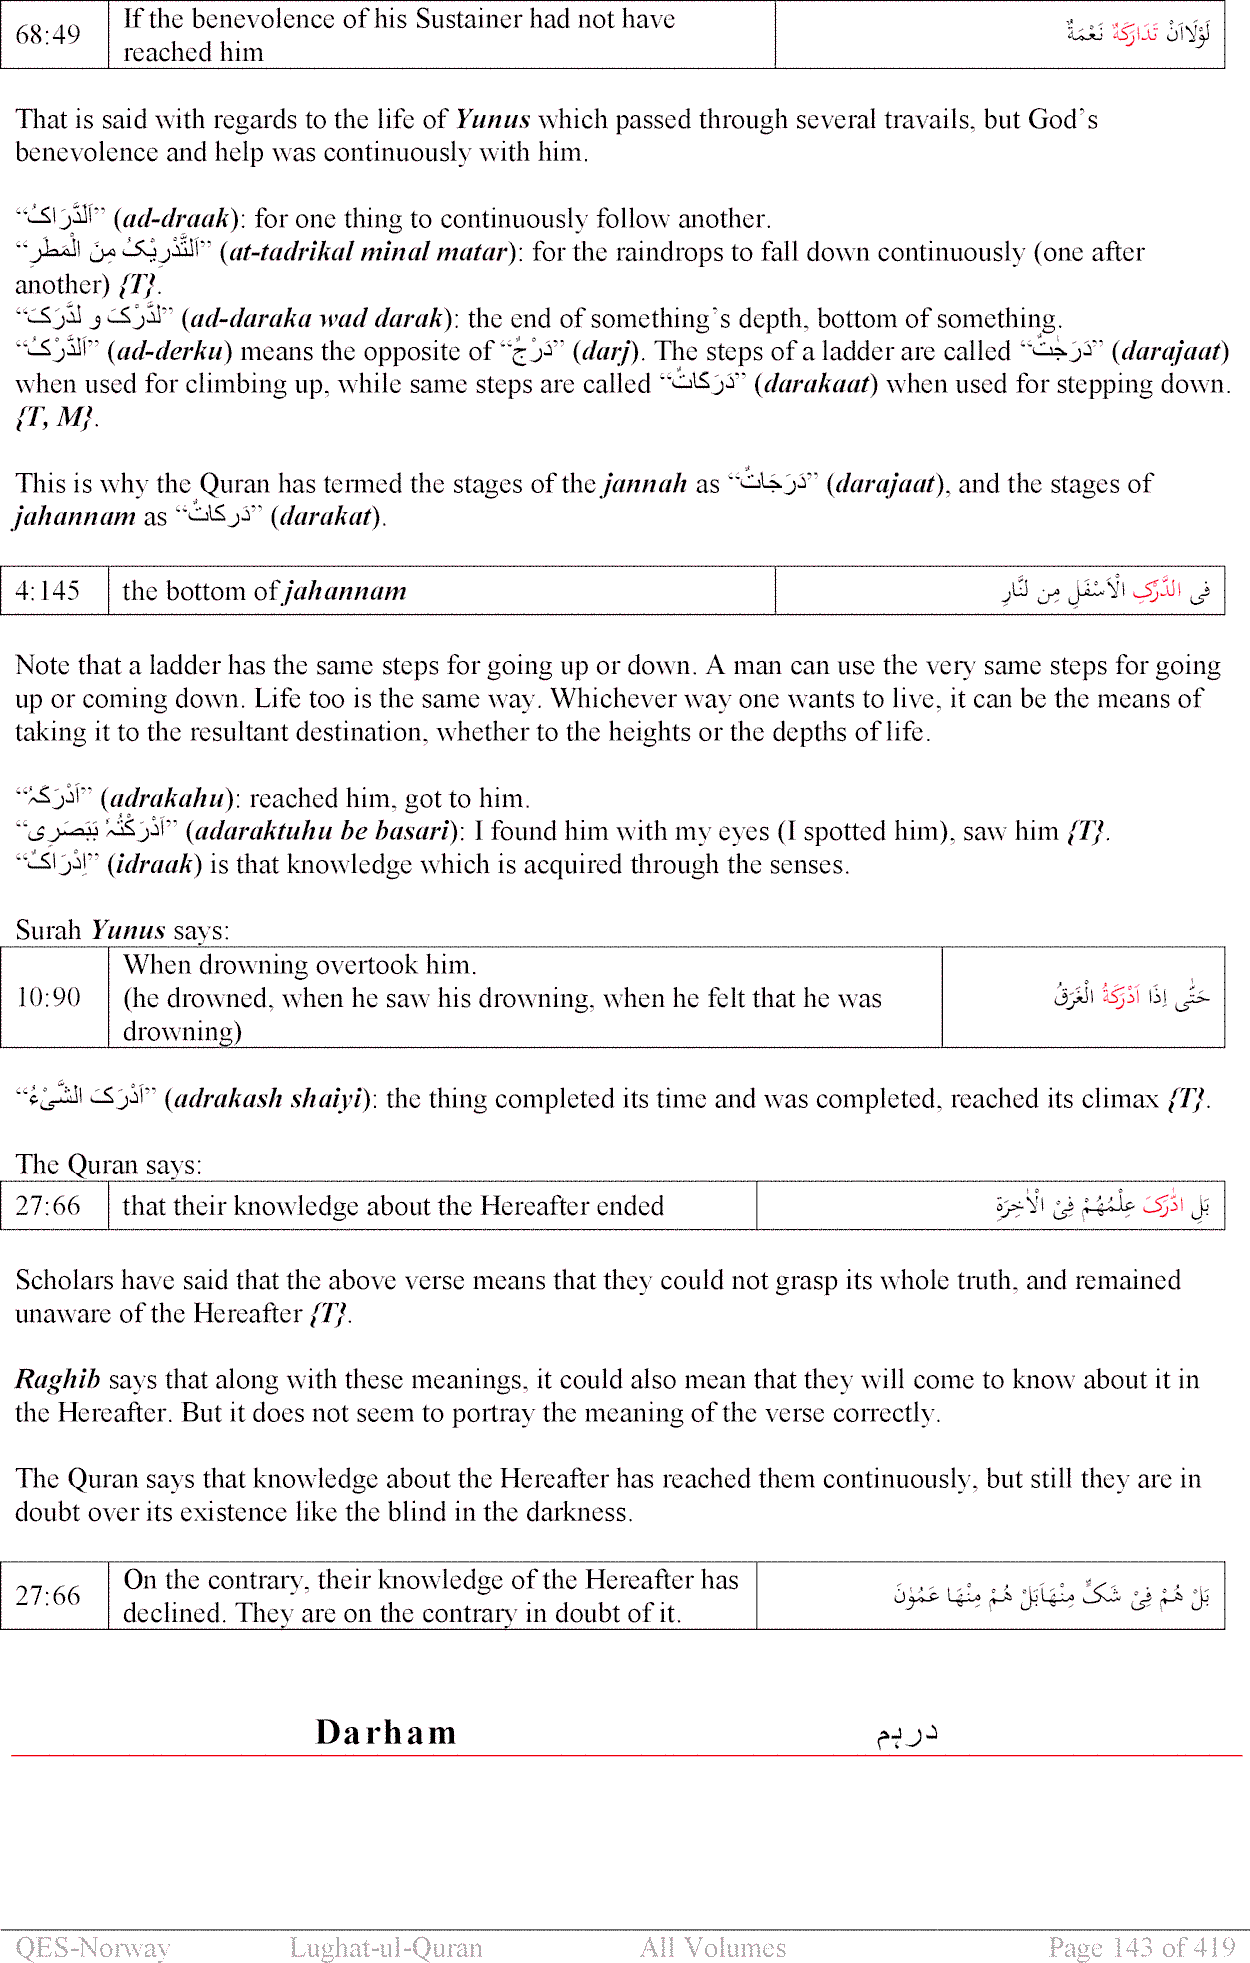 68:49 If the benevolence of his Sustainer had not have لَوْلَااَنْ تَدَارَكَهٗ نَعْمَةٌ
reached him
That is said with regards to the life of Yunus which passed through several travails, but God's
benevolence and help was continuously with him.
“اَلدَّرَاکُ” (ad-draak): for one thing to continuously follow another.
“اَلتَّدْرِیْکُ مِنَ الْمَطَرِ” (at-tadrikal minal matar): for the raindrops to fall down continuously (one after
another) {T}.
“لدَّرْکَ و لدَّرَکَ” (ad-daraka wad darak): the end of something's depth, bottom of something.
“اَلدَّرْکُ” (ad-derku) means the opposite of “دَرْجٌ” (darj). The steps of a ladder are called “دَرَجٰتٌ” (darajaat)
when used for climbing up, while same steps are called “دَرَکَاتٌ” (darakaat) when used for stepping down.
{T, M}.
This is why the Quran has termed the stages of the jannah as “دَرَجَاتٌ” (darajaat), and the stages of
jahannam as “دَرکاتٌ” (darakat).
4:145 the bottom of jahannam فِی الدَّرْکِ الْاَسْفَلِ مِن لنَّارِ
Note that a ladder has the same steps for going up or down. A man can use the very same steps for going
up or coming down. Life too is the same way. Whichever way one wants to live, it can be the means of
taking it to the resultant destination, whether to the heights or the depths of life.
“اَدْرَکَہٗ” (adrakahu): reached him, got to him.
“اَدْرَکْتُہٗ بَبَصَرِی” (adaraktuhu be basari): I found him with my eyes (I spotted him), saw him {T}.
“اِدْرَاکٌ” (idraak) is that knowledge which is acquired through the senses.
Surah Yunus says:
When drowning overtook him.
10:90 (he drowned, when he saw his drowning, when he felt that he was حَتّٰی اِذَا اَدْرَکَهُ الْغَرَقُ
drowning)
“اَدْرَکَ الشَّیْءُ” (adrakash shaiyi): the thing completed its time and was completed, reached its climax {T}.
The Quran says:
27:66 that their knowledge about the Hereafter ended بَلِ ادّٰرَکَ عِلْمُهُمْ فِیْ الْاٰخِرَةِ
Scholars have said that the above verse means that they could not grasp its whole truth, and remained
unaware of the Hereafter {T}.
Raghib says that along with these meanings, it could also mean that they will come to know about it in
the Hereafter. But it does not seem to portray the meaning of the verse correctly.
The Quran says that knowledge about the Hereafter has reached them continuously, but still they are in
doubt over its existence like the blind in the darkness.
27:66 On the contrary, their knowledge of the Hereafter has بَلْ هُمْ فِیْ شَکٍّ مِنْهَابَلْ هُمْ مِنْهَا عَمُوْنَ
declined. They are on the contrary in doubt of it.
Darham درہم
QES-Norway Lughat-ul-Quran All Volumes Page 143 of 419